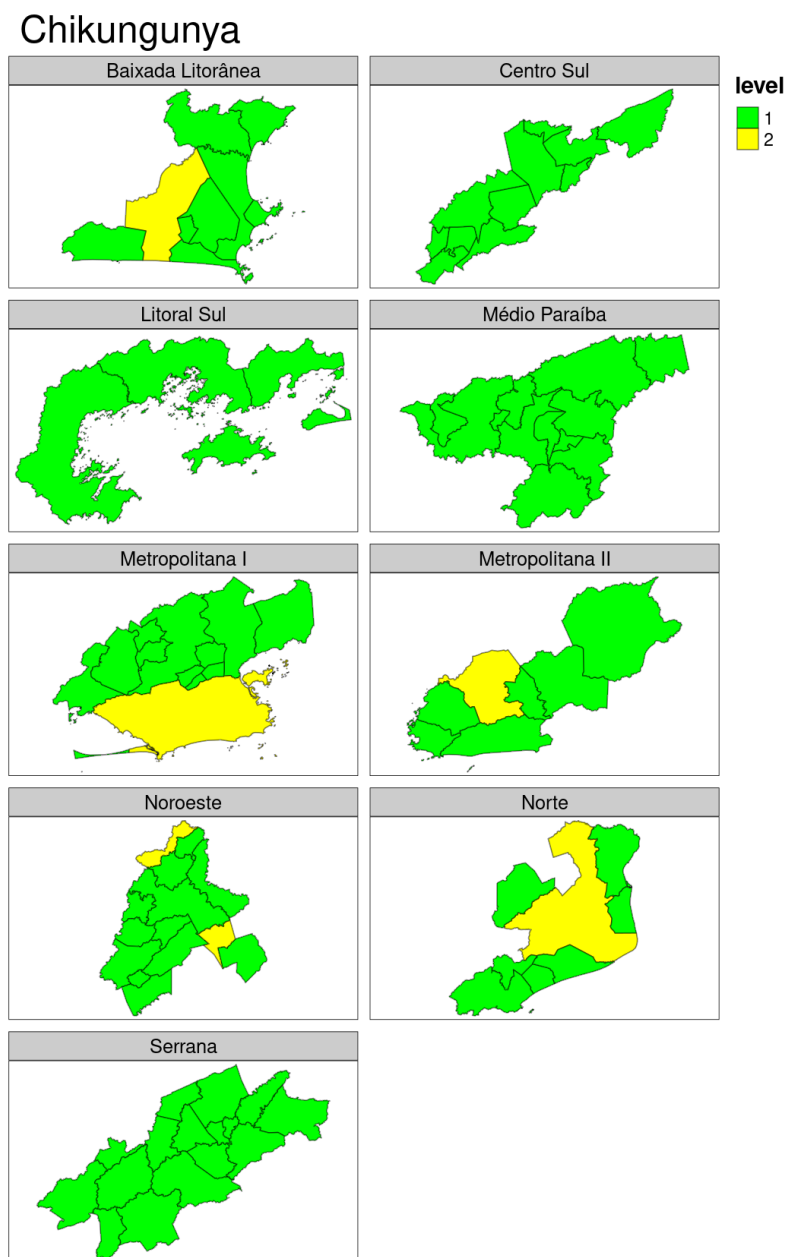 Chikungunya
Baixada Litorânea
Centro Sul
level
1
2
Litoral Sul
Médio Paraíba
Metropolitana I
Metropolitana II
Noroeste
Norte
Serrana